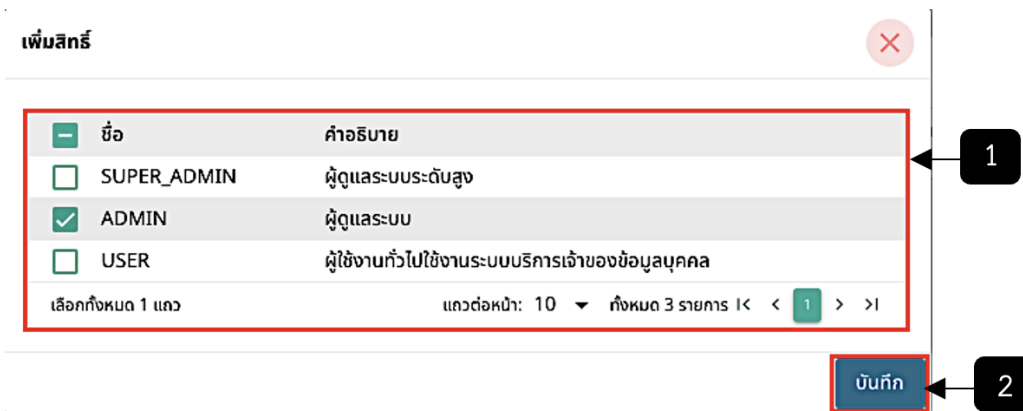 เพิ่มสิทธิ์
ชื่อ คำอธิบาย
1
SUPER_ADMIN ผู้ดูแลระบบระดับสูง
ADMIN ผู้ดูแลระบบ
USER ผู้ใช้งานทั่วไปใช้งานระบบบริการเจ้าของข้อมูลบุคคล
เลือกทั้งหมด 1 แถว แถวต่อหน้า: 10 ทั้งหมด 3 รายการ |< < 1 > >|
บันทึก 2